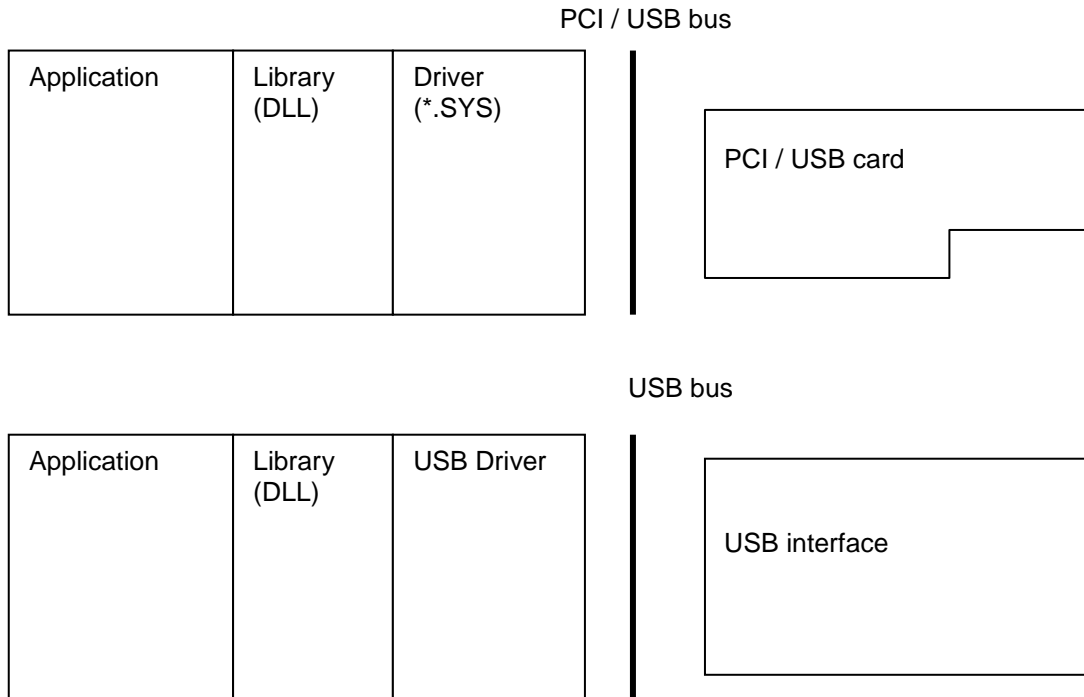 PCI / USB bus
Application
Library
(DLL)
Driver
(*.SYS)
PCI / USB card
USB bus
Application
Library
(DLL)
USB Driver
USB interface